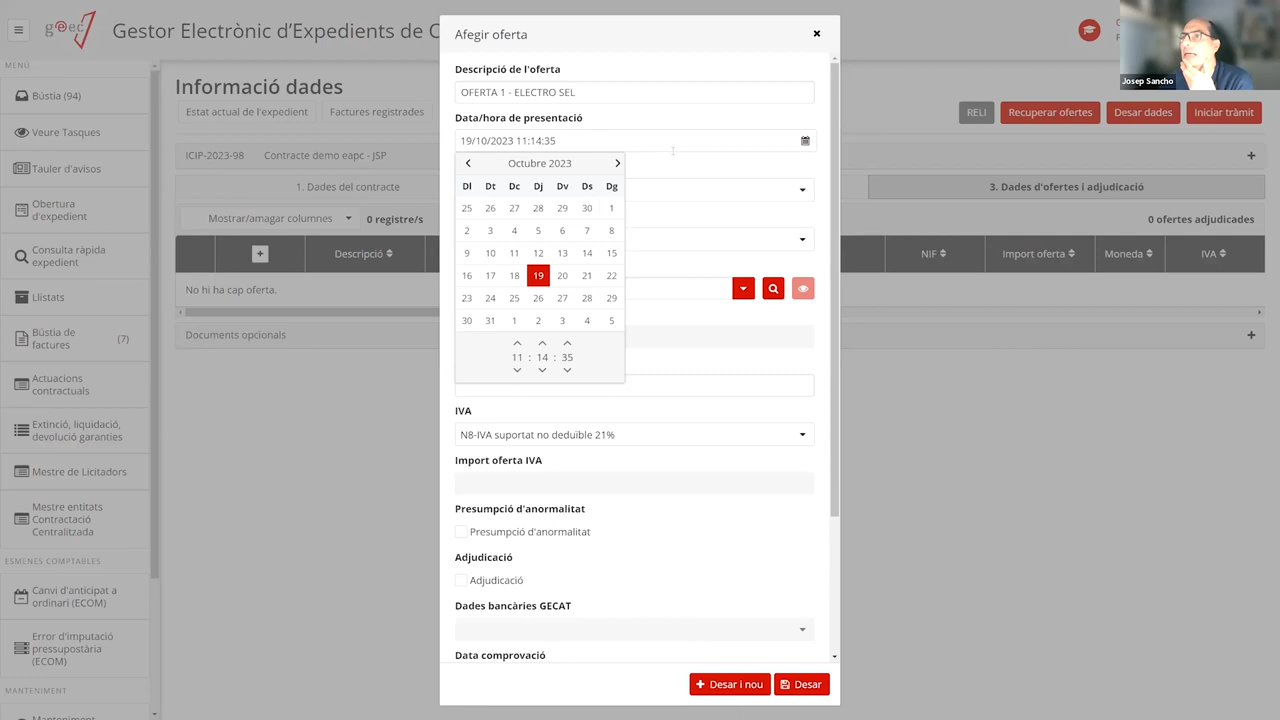 geec
Gestor Electrònic d'Expedients de C
Josep Sancho
MENÚ
Bústia (94)
Veure Tasques
Tauler d'avisos
Obertura
d'expedient
Consulta ràpida
expedient
Llistats
Bústia de
factures
(7)
Actuacions
contractuals
Extinció, liquidació,
devolució garanties
Mestre de Licitadors
Mestre entitats
Contractació
Centralitzada
ESMENES COMPTABLES
Canvi d'anticipat a
ordinari (ECOM)
Error d'imputació
pressupostària
(ECOM)
MANTENIMENT
Informació dades
Estat actual de l'expedient
Factures registrades
RELI
Recuperar ofertes
Desar dades
Iniciar tràmit
ICIP-2023-98
Contracte demo eapc - JSP
1. Dades del contracte
3. Dades d'ofertes i adjudicació
Mostrar/amagar columnes
0 registre/s
0 ofertes adjudicades
Descripció
NIF
Import oferta
Moneda
IVA
No hi ha cap oferta.
Documents opcionals
Afegir oferta
Descripció de l'oferta
OFERTA 1 - ELECTRO SEL
Data/hora de presentació
19/10/2023 11:14:35
Octubre 2023
Dl Dt Dc Dj Dv Ds Dg
25 26 27 28 29 30 1
2 3 4 5 6 7 8
9 10 11 12 13 14 15
16 17 18 19 20 21 22
23 24 25 26 27 28 29
30 31 1 2 3 4 5
11 : 14 : 35
IVA
N8-IVA suportat no deduïble 21%
Import oferta IVA
Presumpció d'anormalitat
Presumpció d'anormalitat
Adjudicació
Adjudicació
Dades bancàries GECAT
Data comprovació
Desar i nou
Desar